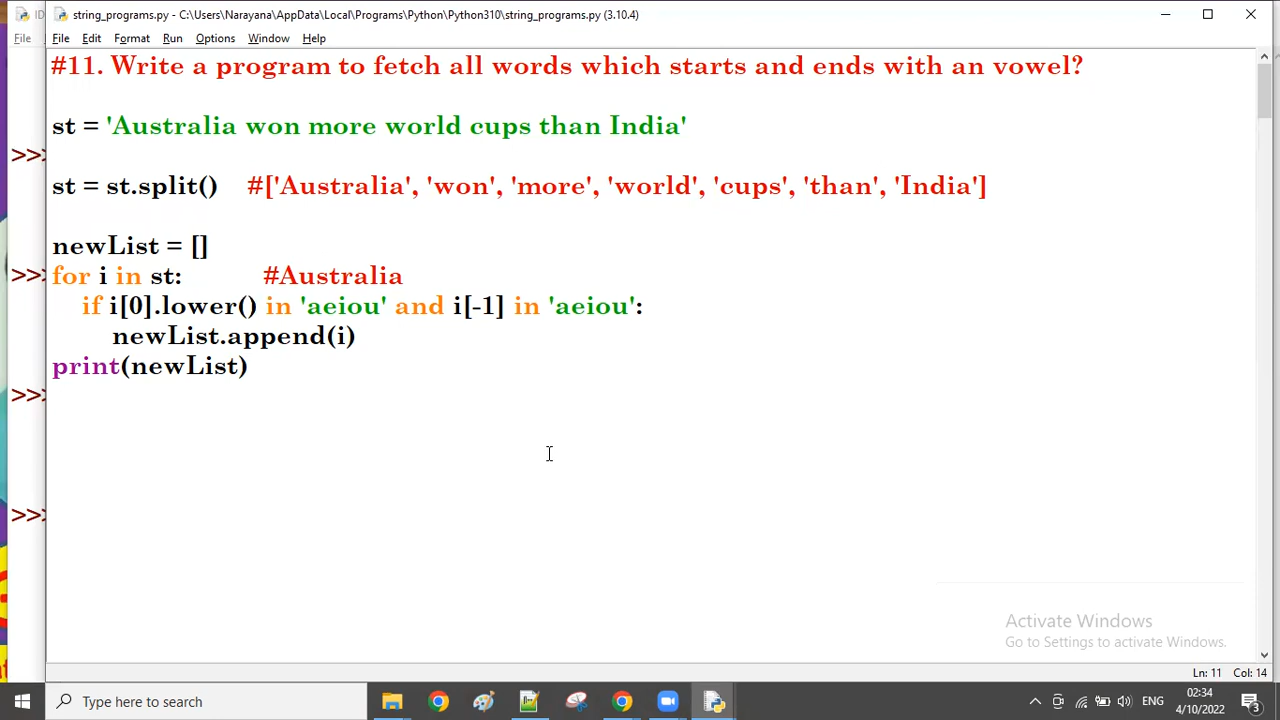 string_programs.py - C:\Users\Narayana\AppData\Local\Programs\Python\Python310\string_programs.py (3.10.4)
File
File Edit Format Run Options Window Help
#11. Write a program to fetch all words which starts and ends with an vowel?
st = 'Australia won more world cups than India'
>>>
st = st.split() #['Australia', 'won', 'more', 'world', 'cups', 'than', 'India']
newList = []
>>>
for i in st: #Australia
if i[0].lower() in 'aeiou' and i[-1] in 'aeiou':
newList.append(i)
print(newList)
>>>
>>>
Activate Windows
Go to Settings to activate Windows.
Ln: 11 Col: 14
Type here to search
ENG
02:34
4/10/2022
3